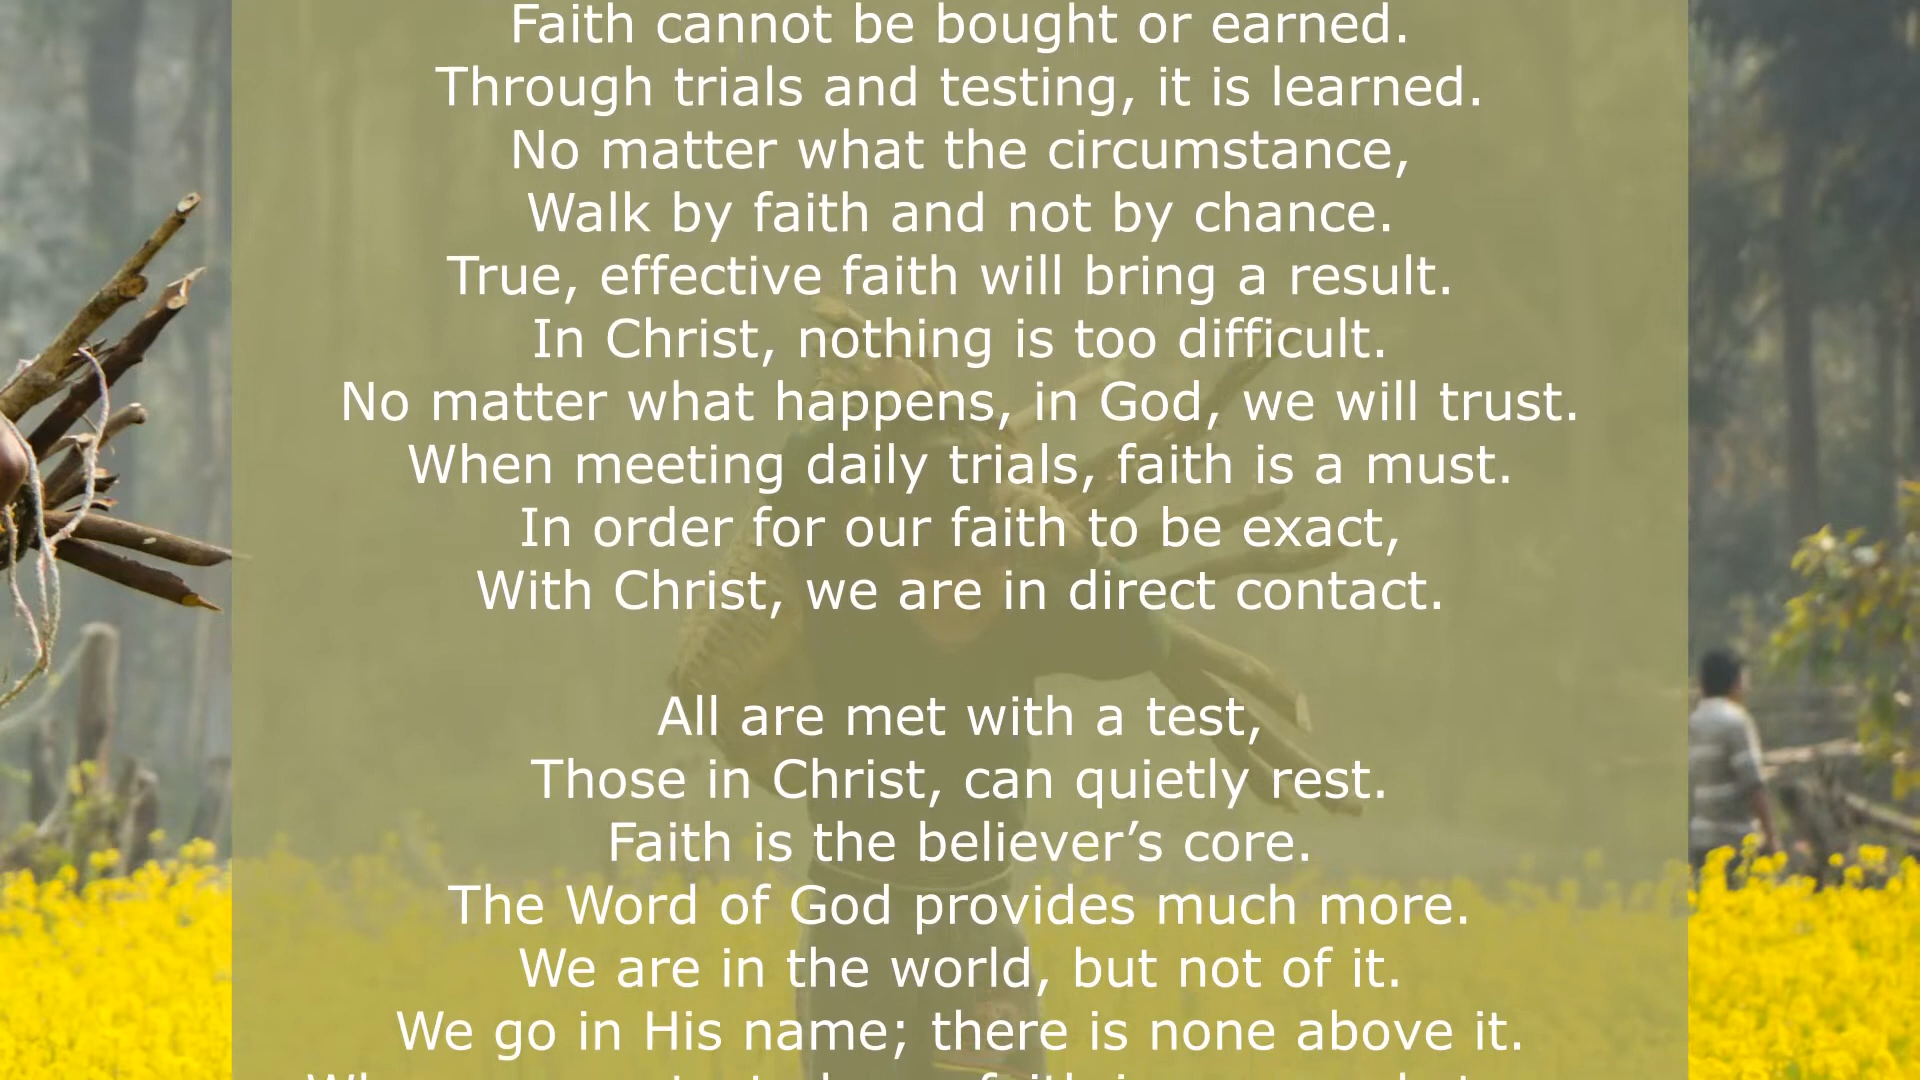 Faith cannot be bought or earned.
Through trials and testing, it is learned.
No matter what the circumstance,
Walk by faith and not by chance.
True, effective faith will bring a result.
In Christ, nothing is too difficult.
No matter what happens, in God, we will trust.
When meeting daily trials, faith is a must.
In order for our faith to be exact,
With Christ, we are in direct contact.
All are met with a test,
Those in Christ, can quietly rest.
Faith is the believer’s core.
The Word of God provides much more.
We are in the world, but not of it.
We go in His name; there is none above it.